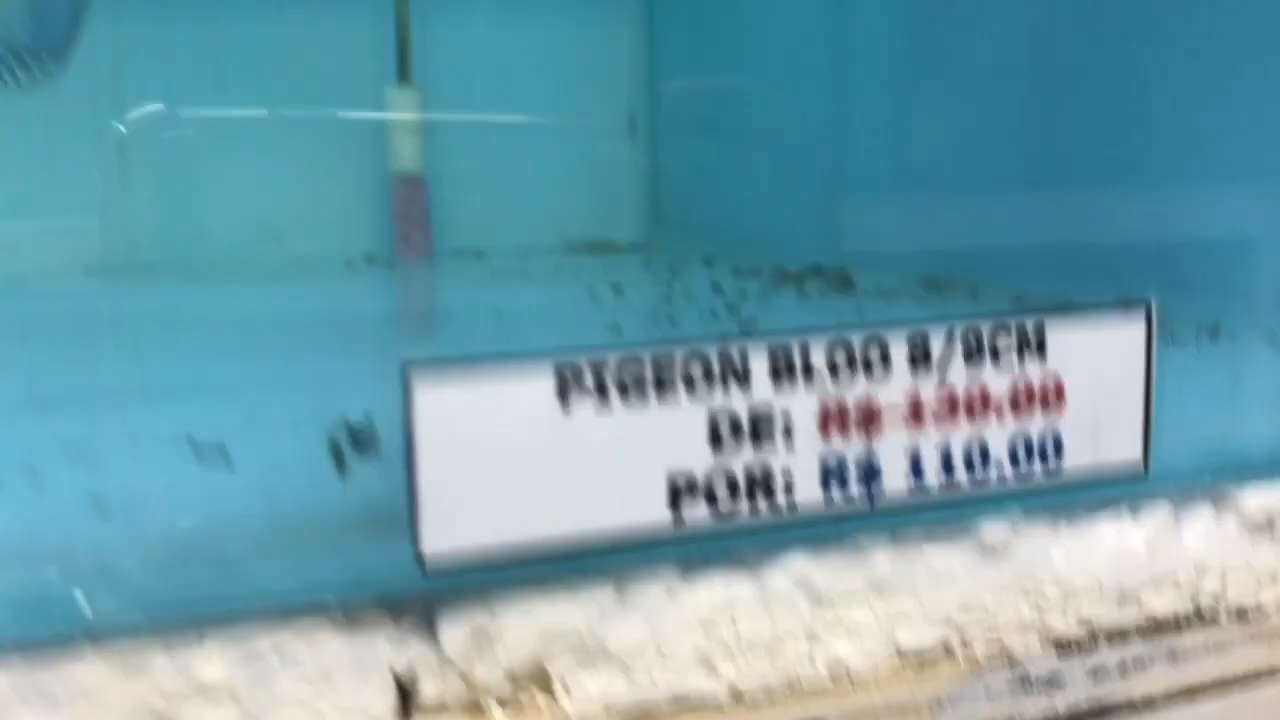 PIGEON BLOO 8/9CM
DE: R$ 130.00
POR: R$ 110.00